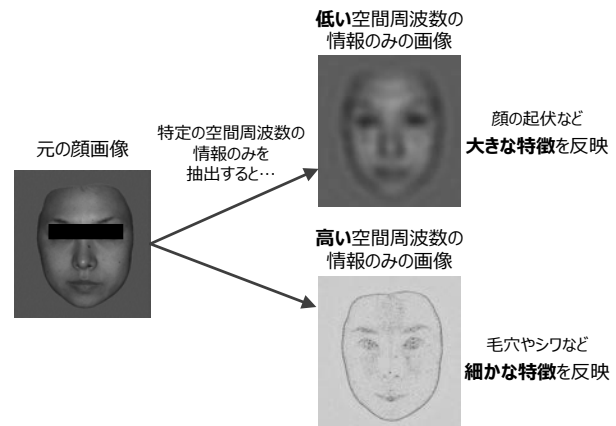 低い空間周波数の
情報のみの画像
特定の空間周波数の
情報のみを
抽出すると…
元の顔画像
顔の起伏など
大きな特徴を反映
高い空間周波数の
情報のみの画像
毛穴やシワなど
細かな特徴を反映